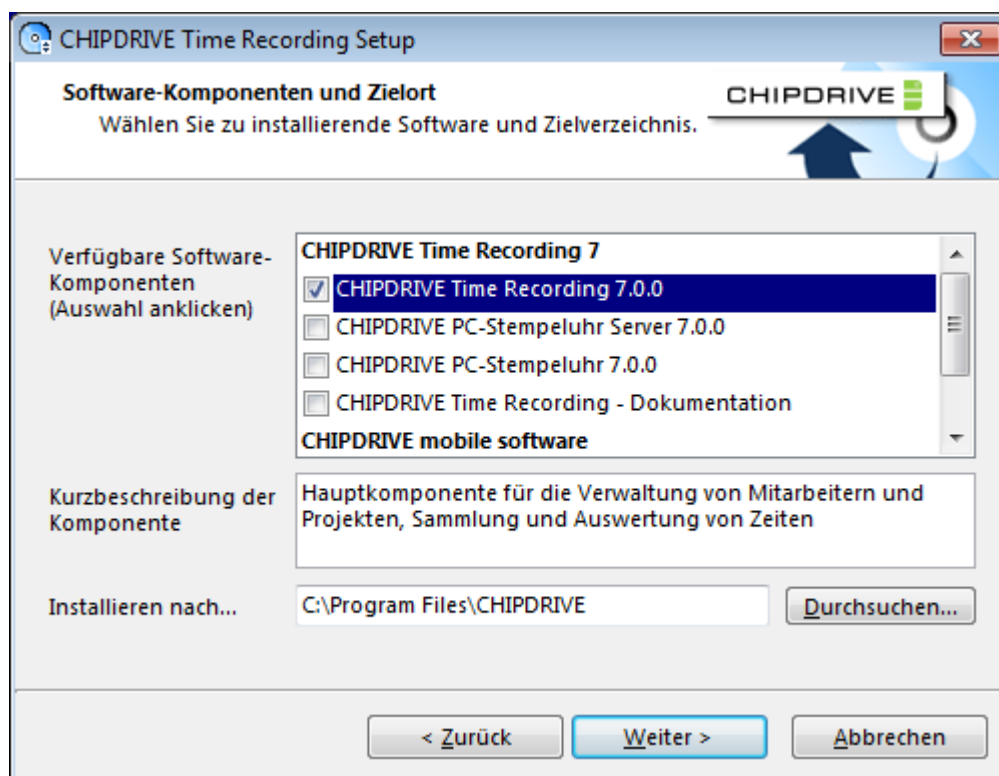 CHIPDRIVE Time Recording Setup
Software-Komponenten und Zielort
Wählen Sie zu installierende Software und Zielverzeichnis.
CHIPDRIVE
Verfügbare Software-
Komponenten
(Auswahl anklicken)
CHIPDRIVE Time Recording 7
CHIPDRIVE Time Recording 7.0.0
CHIPDRIVE PC-Stempeluhr Server 7.0.0
CHIPDRIVE PC-Stempeluhr 7.0.0
CHIPDRIVE Time Recording - Dokumentation
CHIPDRIVE mobile software
Kurzbeschreibung der
Komponente
Hauptkomponente für die Verwaltung von Mitarbeitern und
Projekten, Sammlung und Auswertung von Zeiten
Installieren nach...
C:\Program Files\CHIPDRIVE
Durchsuchen...
< Zurück
Weiter >
Abbrechen